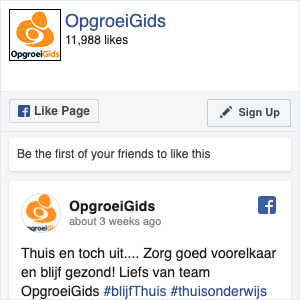 OpgroeiGids
OpgroeiGids
11,988 likes
Like Page
Sign Up
Be the first of your friends to like this
OpgroeiGids
OpgroeiGids
about 3 weeks ago
Thuis en toch uit.... Zorg goed voorelkaar
en blijf gezond! Liefs van team
OpgroeiGids #blijfThuis #thuisonderwijs